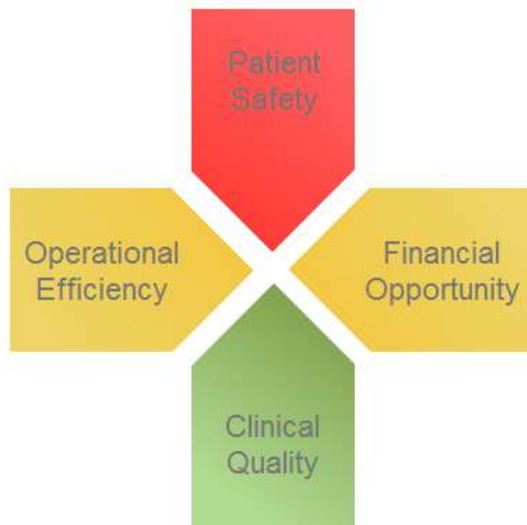 Patient
Safety
Operational
Efficiency
Financial
Opportunity
Clinical
Quality